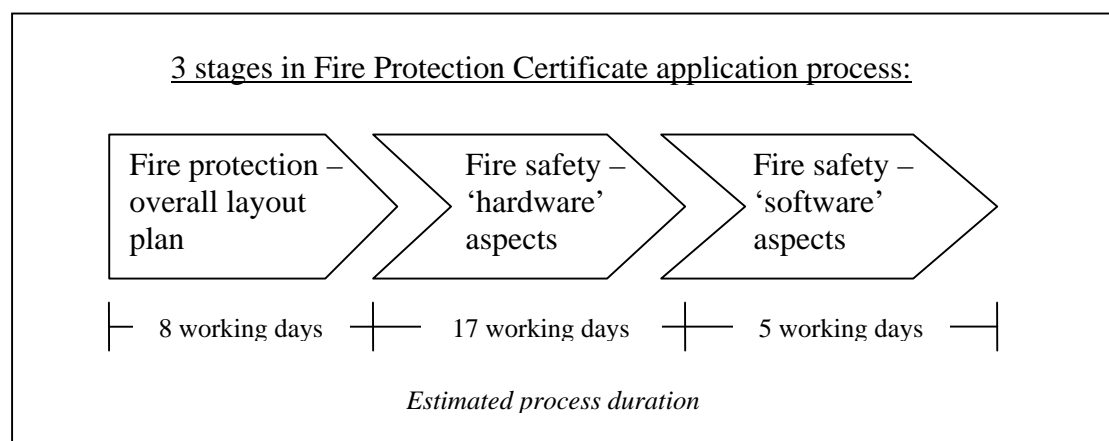 3 stages in Fire Protection Certificate application process:
Fire protection –
overall layout
plan
Fire safety –
‘hardware’
aspects
Fire safety –
‘software’
aspects
8 working days
17 working days
5 working days
Estimated process duration